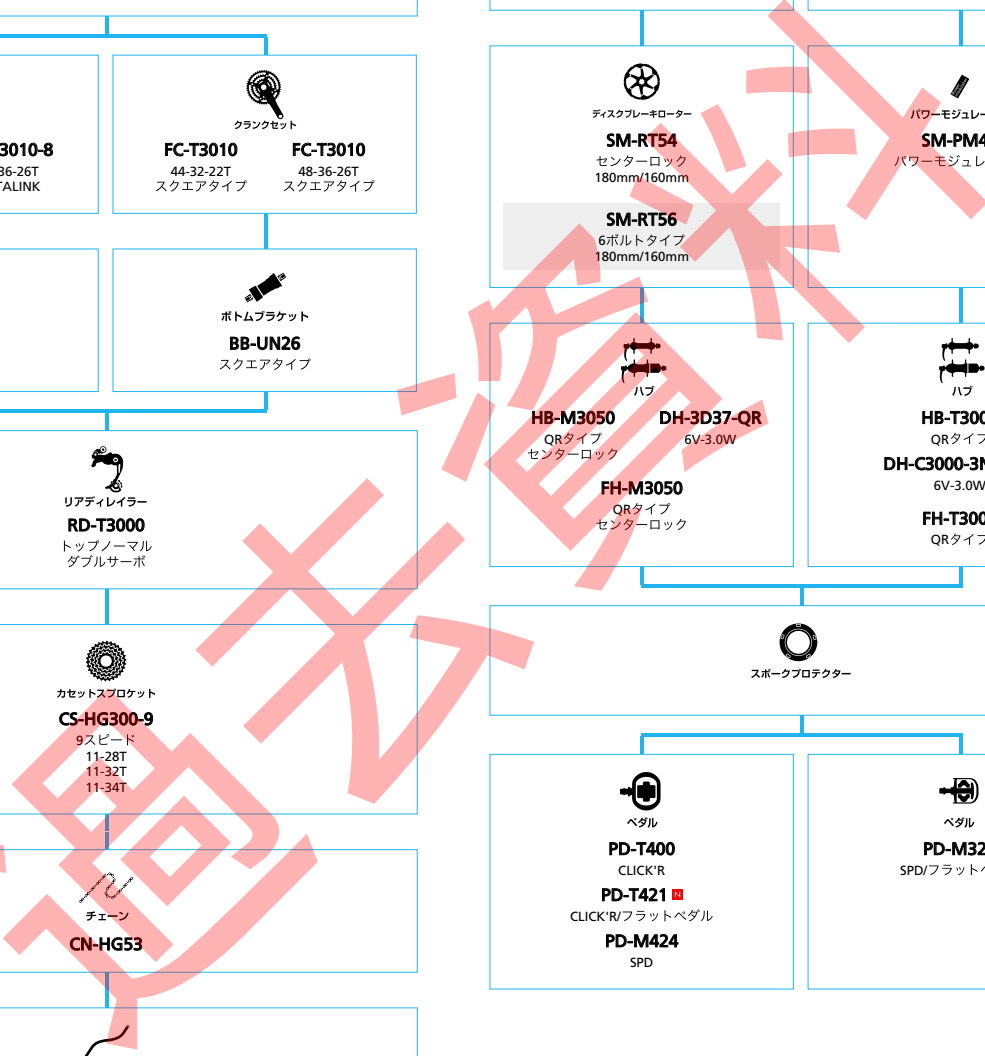 3010-8
36-26T
TALINK
クランクセット
FC-T3010
44-32-22T
スクエアタイプ
FC-T3010
48-36-26T
スクエアタイプ
ボトムブラケット
BB-UN26
スクエアタイプ
リアディレイラー
RD-T3000
トップノーマル
ダブルサーボ
カセットスプロケット
CS-HG300-9
9スピード
11-28T
11-32T
11-34T
チェーン
CN-HG53
ディスクブレーキローター
SM-RT54
センターロック
180mm/160mm
SM-RT56
6ボルトタイプ
180mm/160mm
パワーモジュレー
SM-PM4
パワーモジュレ
ハブ
HB-M3050
QRタイプ
センターロック
DH-3D37-QR
6V-3.0W
FH-M3050
QRタイプ
センターロック
ハブ
HB-T300
QRタイプ
DH-C3000-3N
6V-3.0W
FH-T300
QRタイプ
スポークプロテクター
ペダル
PD-T400
CLICK'R
PD-T421 N
CLICK'R/フラットペダル
PD-M424
SPD
ペダル
PD-M32
SPD/フラットペ
過去資料